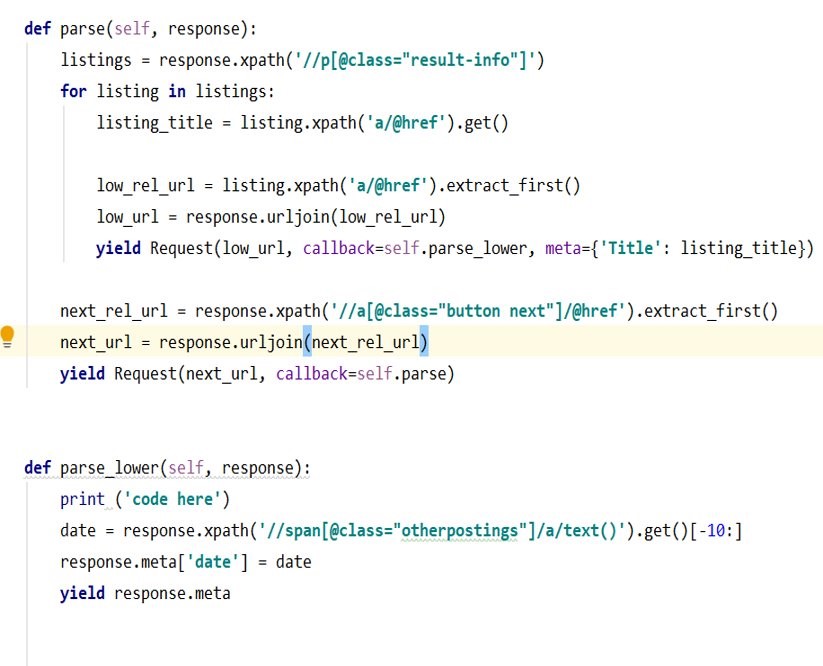 def parse(self, response):
    listings = response.xpath('//p[@class="result-info"]')
    for listing in listings:
        listing_title = listing.xpath('a/@href').get()

        low_rel_url = listing.xpath('a/@href').extract_first()
        low_url = response.urljoin(low_rel_url)
        yield Request(low_url, callback=self.parse_lower, meta={'Title': listing_title})

    next_rel_url = response.xpath('//a[@class="button next"]/@href').extract_first()
    next_url = response.urljoin(next_rel_url)
    yield Request(next_url, callback=self.parse)

def parse_lower(self, response):
    print ('code here')
    date = response.xpath('//span[@class="otherpostings"]/a/text()').get()[-10:]
    response.meta['date'] = date
    yield response.meta